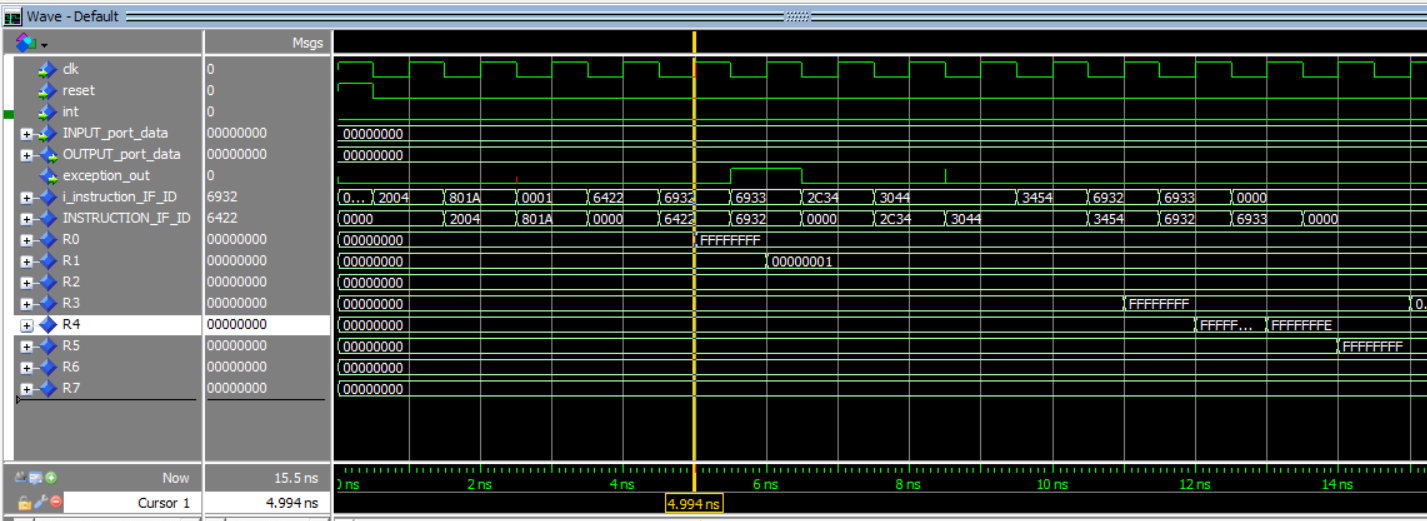 Wave - Default
Msgs
clk 0
reset 0
int 0
INPUT_port_data 00000000 00000000
OUTPUT_port_data 00000000 00000000
exception_out 0
i_instruction_IF_ID 6932 0... 2004 801A 0001 6422 6932 6933 2C34 3044 3454 6932 6933 0000
INSTRUCTION_IF_ID 6422 0000 2004 801A 0000 6422 6932 0000 2C34 3044 3454 6932 6933 0000
R0 00000000 00000000 FFFFFFFF
R1 00000000 00000000 00000001
R2 00000000 00000000
R3 00000000 00000000 FFFFFFFF 0.
R4 00000000 00000000 FFFFF... FFFFFFFE
R5 00000000 00000000 FFFFFFFF
R6 00000000 00000000
R7 00000000 00000000
Now 15.5 ns ns 2 ns 4 ns 6 ns 8 ns 10 ns 12 ns 14 ns
Cursor 1 4.994 ns 4.994 ns